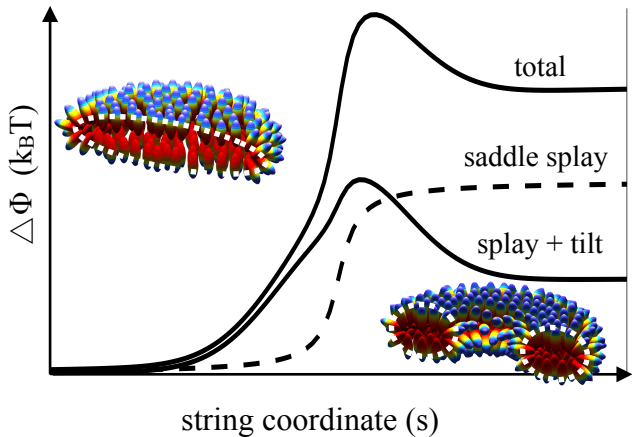 total
saddle splay
splay + tilt
△Φ (kBT)
string coordinate (s)